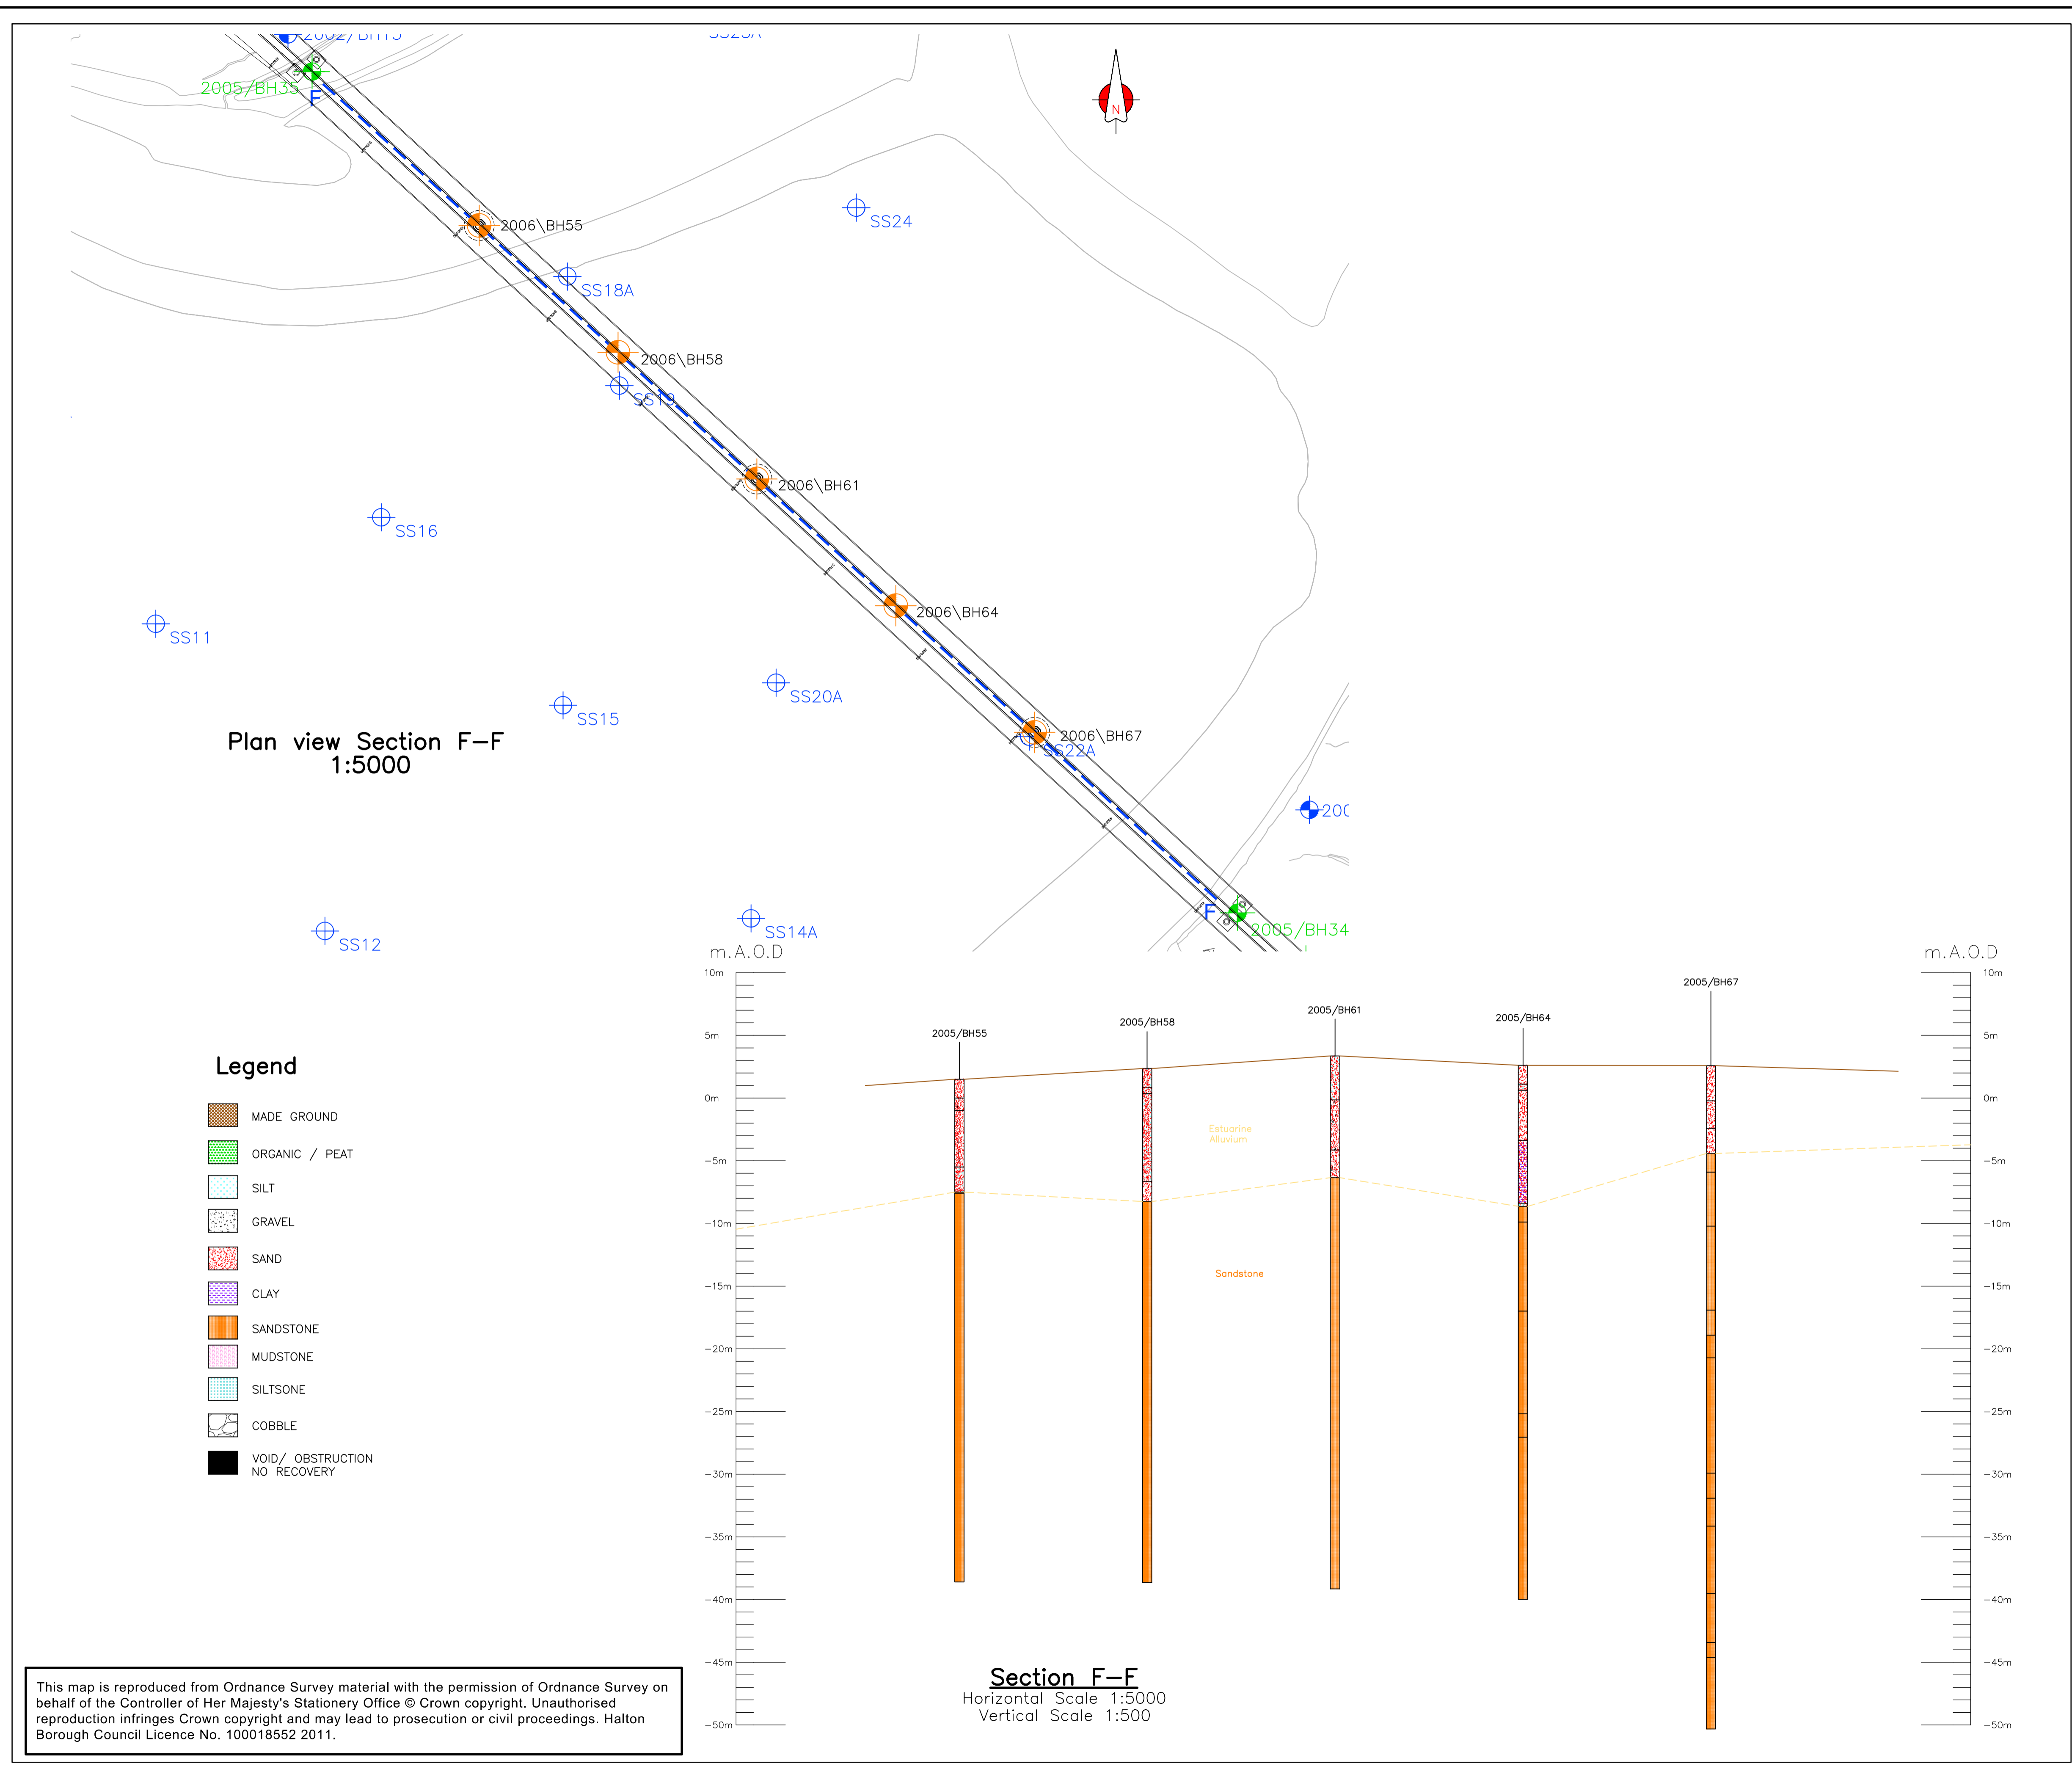 2005/BH35
F
N
2006\BH55
SS24
SS18A
2006\BH58
SS19
2006\BH61
SS16
2006\BH64
SS11
SS20A
SS15
2006\BH67
SS22A
Plan view Section F-F
1:5000
F
2005/BH34
SS14A
SS12
m.A.O.D
m.A.O.D
10m
5m
0m
-5m
-10m
-15m
-20m
-25m
-30m
-35m
-40m
-45m
-50m
2005/BH55
2005/BH58
2005/BH61
2005/BH64
2005/BH67
Estuarine
Alluvium
Sandstone
10m
5m
0m
-5m
-10m
-15m
-20m
-25m
-30m
-35m
-40m
-45m
-50m
Legend
MADE GROUND
ORGANIC / PEAT
SILT
GRAVEL
SAND
CLAY
SANDSTONE
MUDSTONE
SILTSONE
COBBLE
VOID/ OBSTRUCTION
NO RECOVERY
Section F-F
Horizontal Scale 1:5000
Vertical Scale 1:500
This map is reproduced from Ordnance Survey material with the permission of Ordnance Survey on
behalf of the Controller of Her Majesty's Stationery Office © Crown copyright. Unauthorised
reproduction infringes Crown copyright and may lead to prosecution or civil proceedings. Halton
Borough Council Licence No. 100018552 2011.